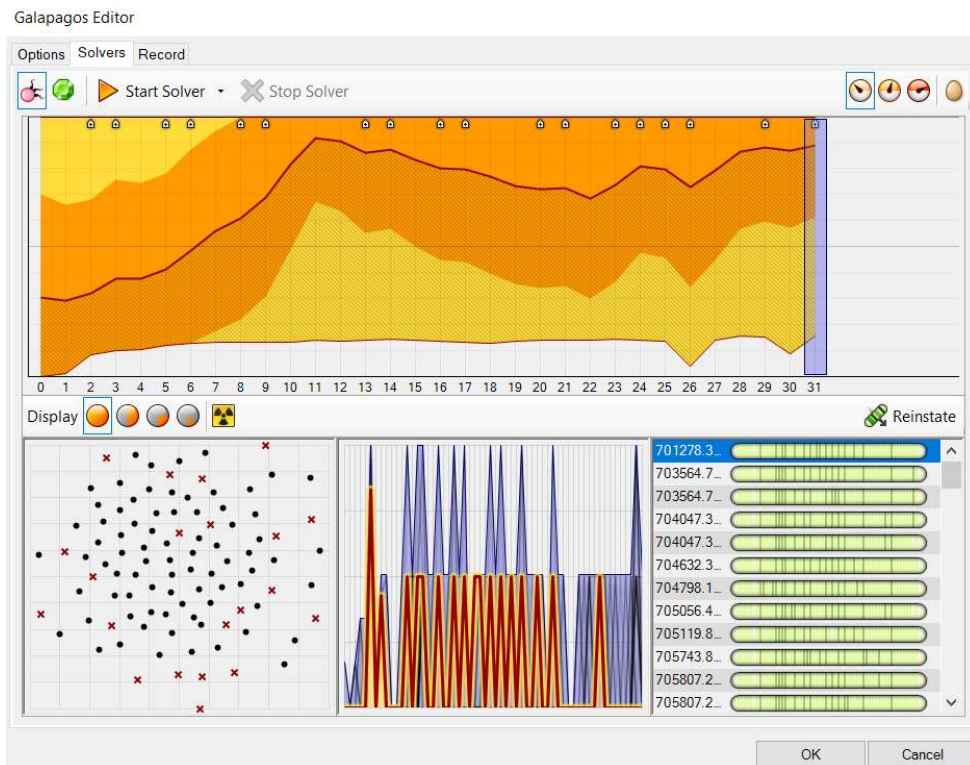 Galapagos Editor
Options Solvers Record
Start Solver Stop Solver
0 1 2 3 4 5 6 7 8 9 10 11 12 13 14 15 16 17 18 19 20 21 22 23 24 25 26 27 28 29 30 31
Display Reinstate
701278.3...
703564.7...
703564.7...
704047.3...
704047.3...
704632.3...
704798.1...
705056.4...
705119.8...
705743.8...
705807.2...
705807.2...
OK Cancel